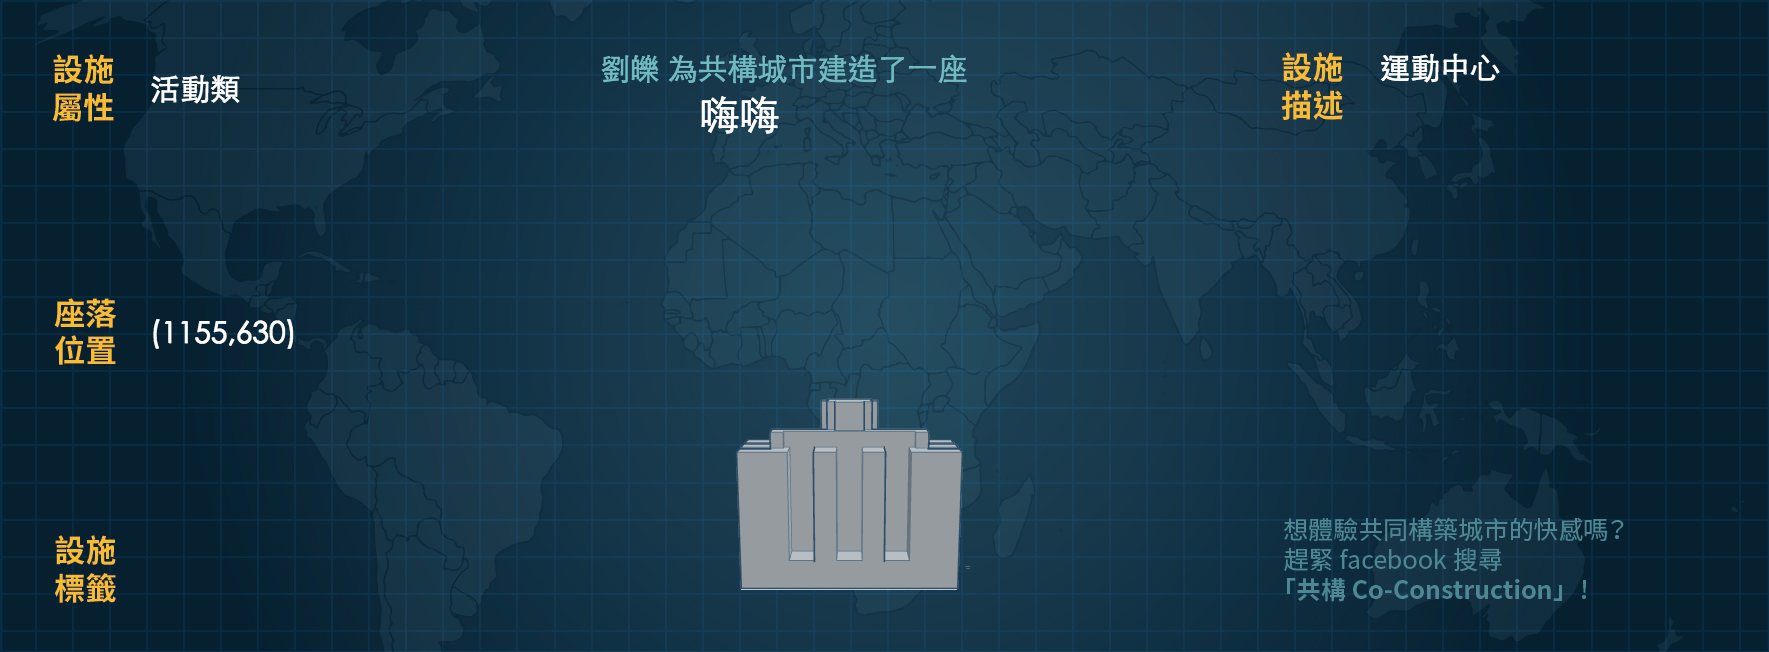 設施
屬性
活動類
劉皪 為共構城市建造了一座
嗨嗨
設施
描述
運動中心
座落
位置
(1155,630)
設施
標籤
想體驗共同構築城市的快感嗎?
趕緊 facebook 搜尋
「共構 Co-Construction」!